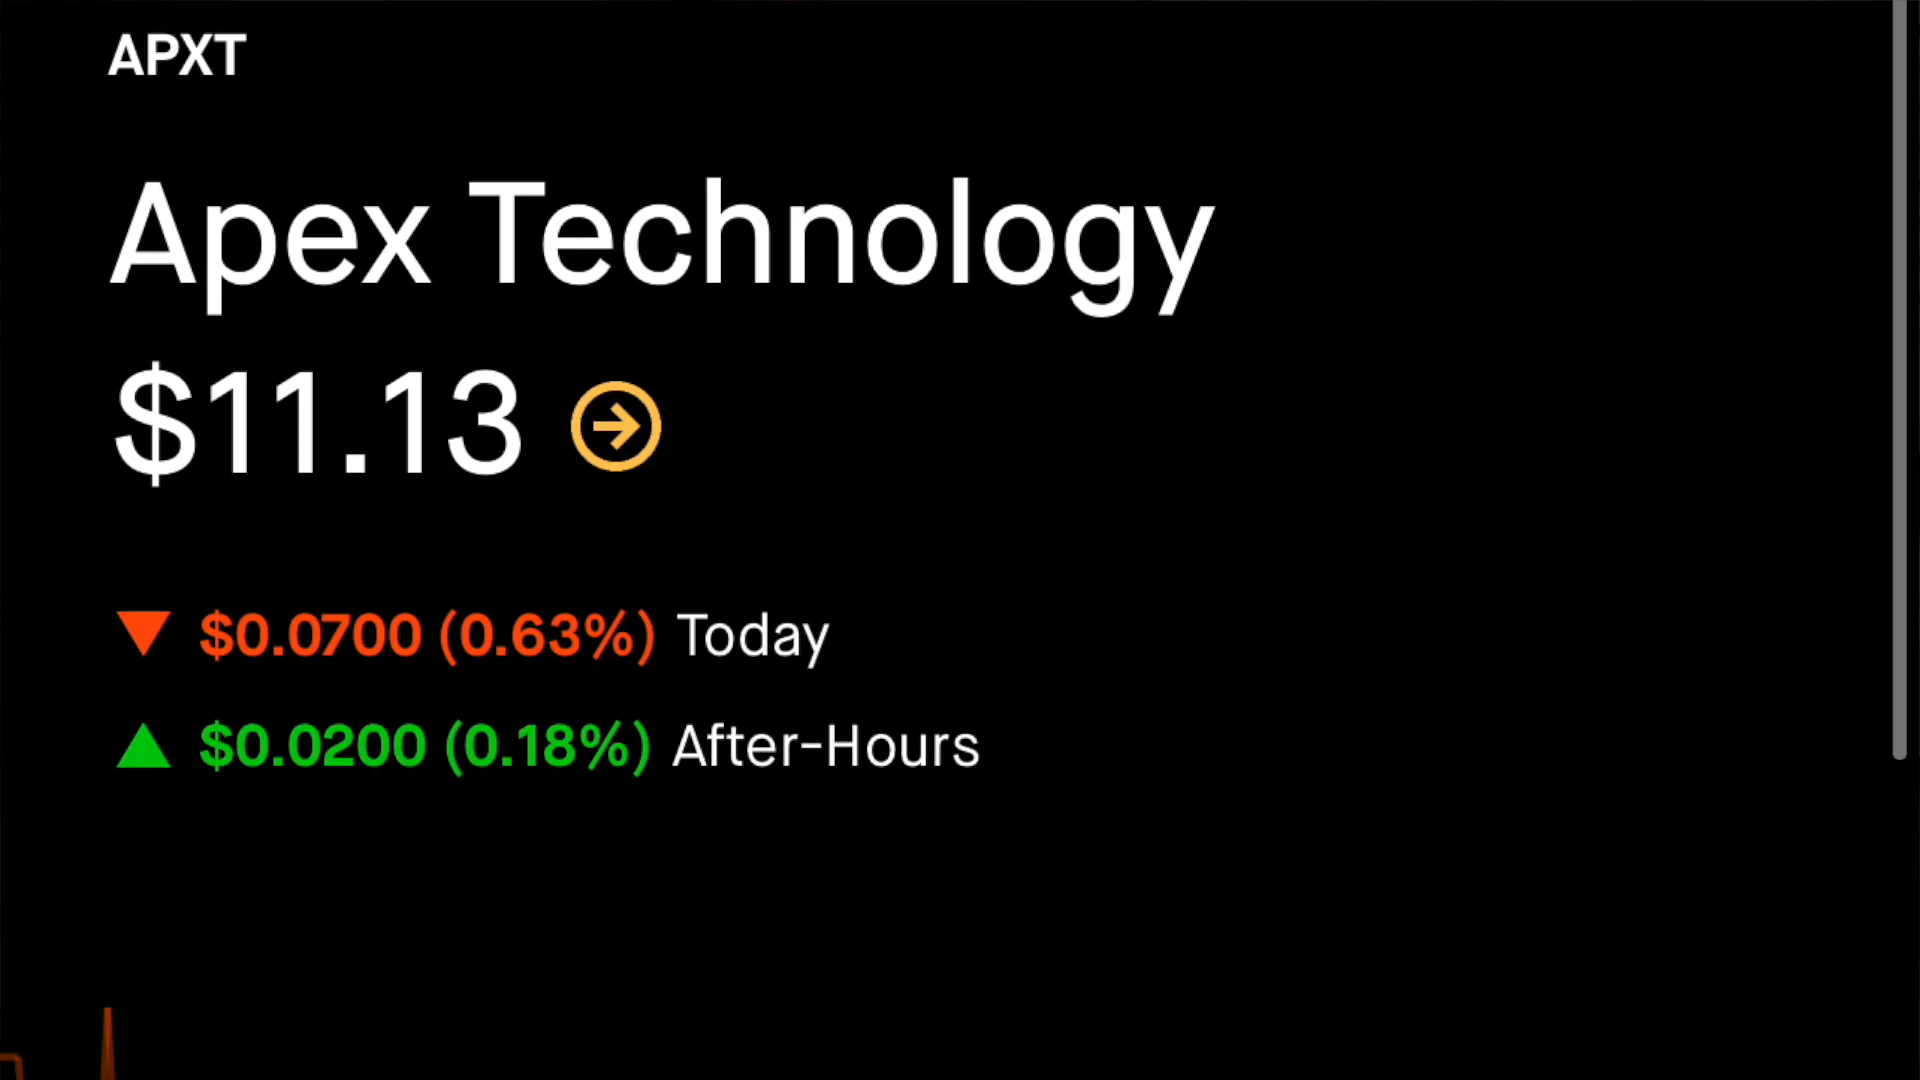 APXT
Apex Technology
$11.13
▼ $0.0700 (0.63%) Today
▲ $0.0200 (0.18%) After-Hours